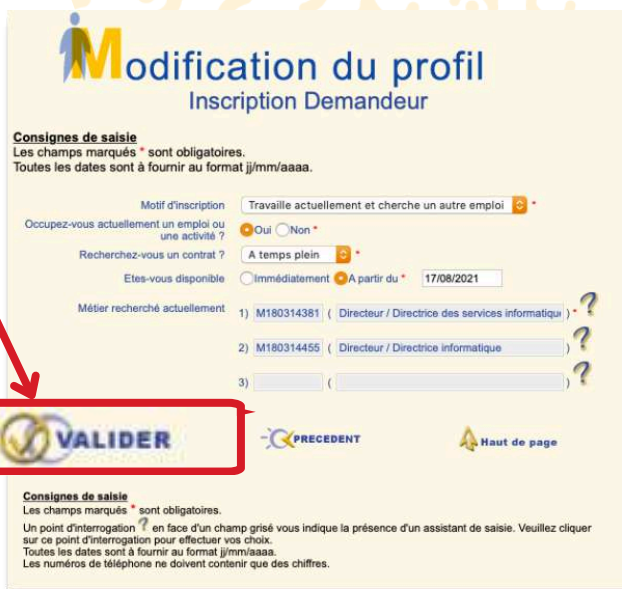 Modification du profil
Inscription Demandeur
Consignes de saisie
Les champs marqués * sont obligatoires.
Toutes les dates sont à fournir au format jj/mm/aaaa.
Motif d'inscription Travaille actuellement et cherche un autre emploi *
Occupez-vous actuellement un emploi ou une activité ? Oui Non *
Recherchez-vous un contrat ? A temps plein *
Etes-vous disponible Immédiatement A partir du * 17/08/2021
Métier recherché actuellement 1) M180314381 ( Directeur / Directrice des services informatiqu ) * ?
2) M180314455 ( Directeur / Directrice informatique ) ?
3) ( ) ?
VALIDER PRECEDENT Haut de page
Consignes de saisie
Les champs marqués * sont obligatoires.
Un point d'interrogation ? en face d'un champ grisé vous indique la présence d'un assistant de saisie. Veuillez cliquer
sur ce point d'interrogation pour effectuer vos choix.
Toutes les dates sont à fournir au format jj/mm/aaaa.
Les numéros de téléphone ne doivent contenir que des chiffres.